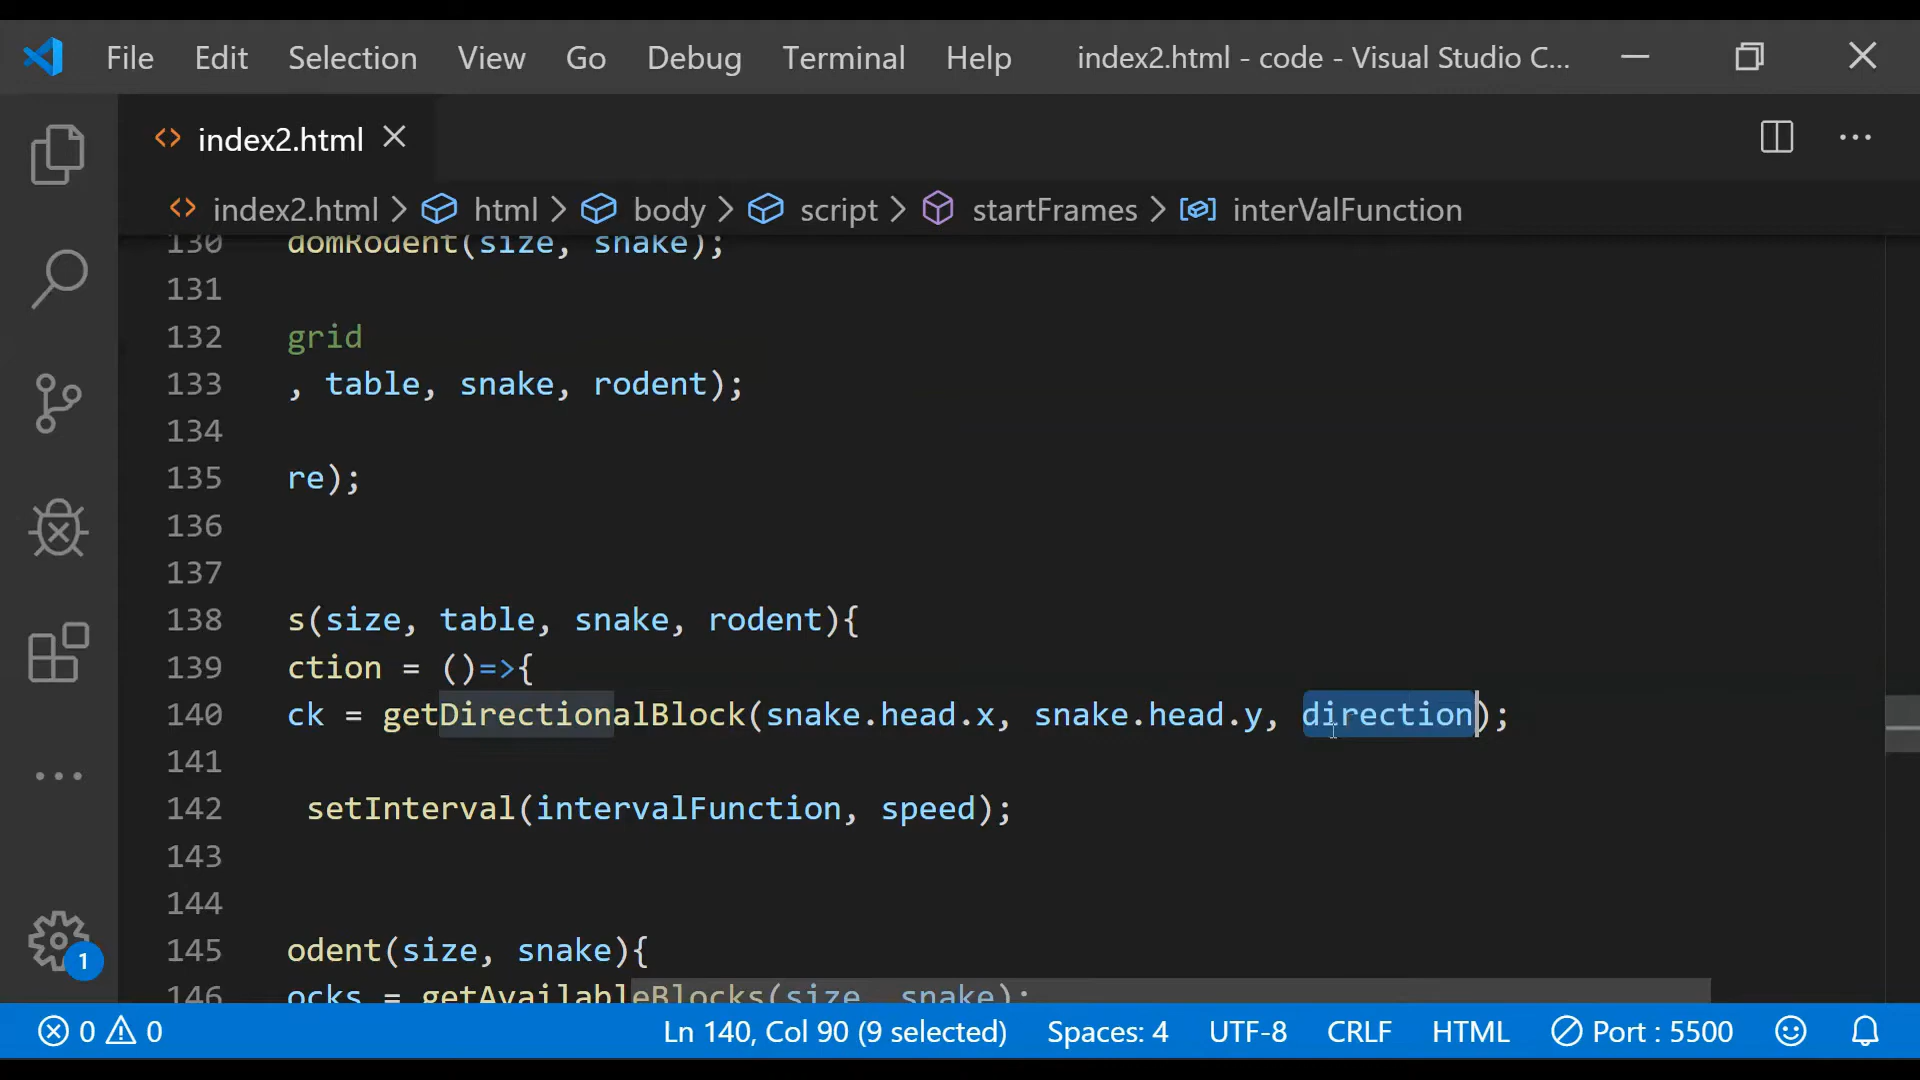 File Edit Selection View Go Debug Terminal Help index2.html - code - Visual Studio C...
index2.html
index2.html > html > body > script > startFrames > interValFunction
130 domRodent(size, snake);
131
132 grid
133 , table, snake, rodent);
134
135 re);
136
137
138 s(size, table, snake, rodent){
139 ction = ()=>{
140 ck = getDirectionalBlock(snake.head.x, snake.head.y, direction);
141
142 setInterval(intervalFunction, speed);
143
144
145 odent(size, snake){
146 ocks = getAvailableBlocks(size, snake);
1
0 0 Ln 140, Col 90 (9 selected) Spaces: 4 UTF-8 CRLF HTML Port : 5500